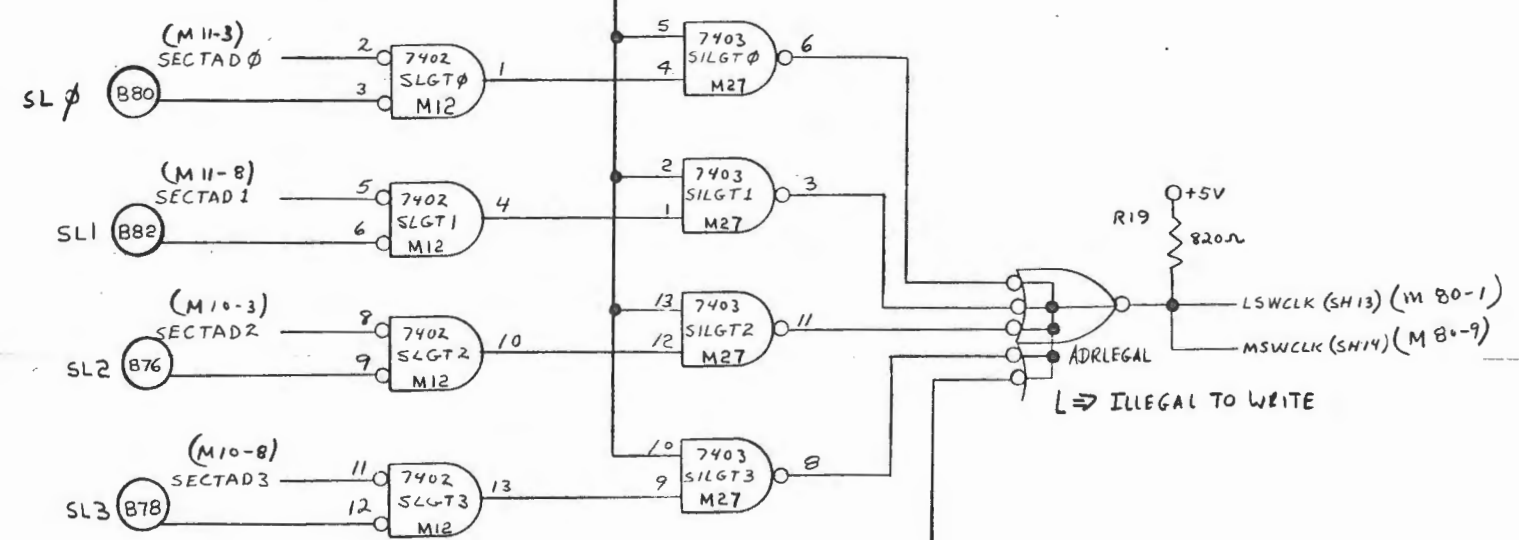 (M11-3)
SECTADØ
SLØ
B80
2
3
7402
SLGTØ
M12
1
5
4
7403
SILGTØ
M27
6
(M11-8)
SECTAD1
SL1
B82
5
6
7402
SLGT1
M12
4
2
1
7403
SILGT1
M27
3
(M10-3)
SECTAD2
SL2
B76
8
9
7402
SLGT2
M12
10
13
12
7403
SILGT2
M27
11
(M10-8)
SECTAD3
SL3
B78
11
12
7402
SLGT3
M12
13
10
9
7403
SILGT3
M27
8
+5V
R19
820Ω
LSWCLK (SH13) (M 80-1)
MSWCLK (SH14) (M 80-9)
ADRLEGAL
L⇒ ILLEGAL TO WRITE